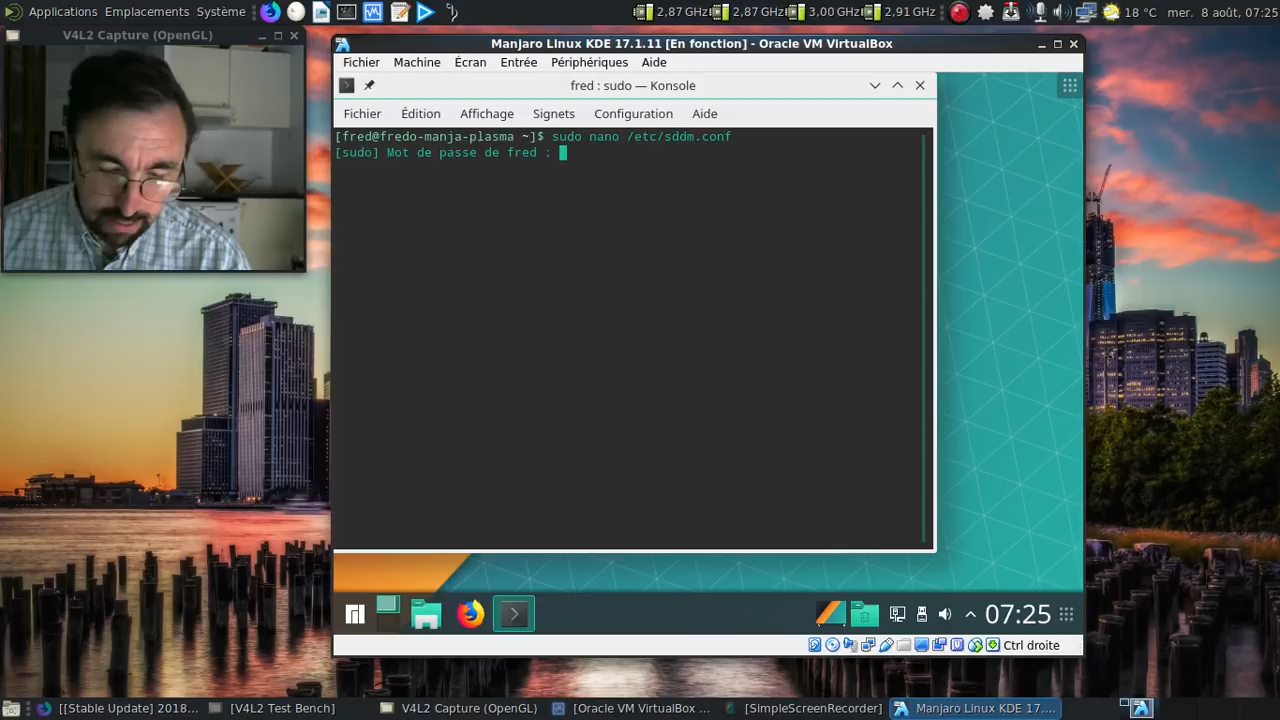 Applications Emplacements Système
2,87 GHz 2,87 GHz 3,00 GHz 2,91 GHz 18 °C mer. 8 août, 07:25
V4L2 Capture (OpenGL)
Manjaro Linux KDE 17.1.11 [En fonction] - Oracle VM VirtualBox
Fichier Machine Écran Entrée Périphériques Aide
fred : sudo — Konsole
Fichier Édition Affichage Signets Configuration Aide
[fred@fredo-manja-plasma ~]$ sudo nano /etc/sddm.conf
[sudo] Mot de passe de fred :
07:25
Ctrl droite
[[Stable Update] 2018... [V4L2 Test Bench] V4L2 Capture (OpenGL) [Oracle VM VirtualBox ... [SimpleScreenRecorder] Manjaro Linux KDE 17....